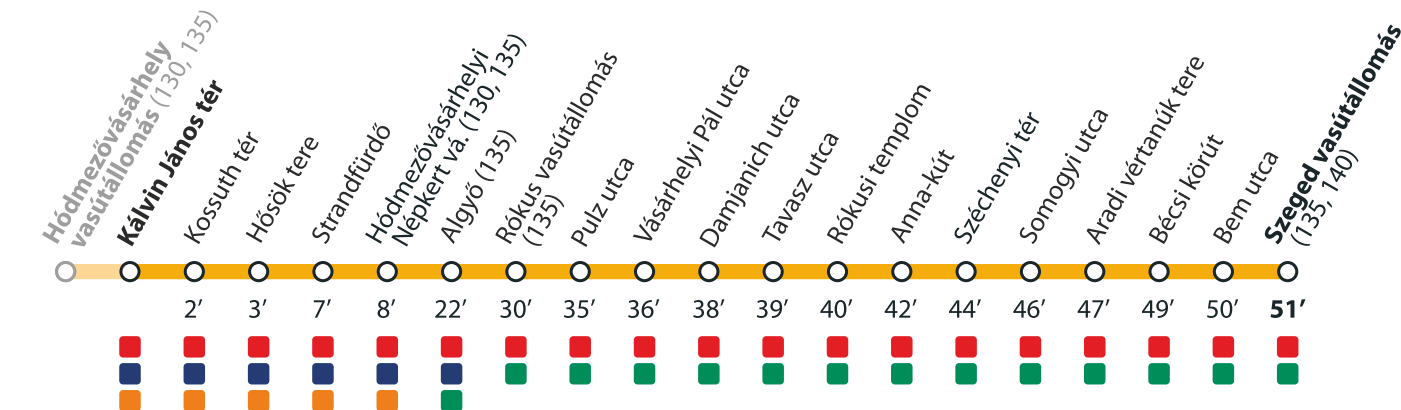 Hódmezővásárhely
vasútállomás (130, 135)
Kálvin János tér
Kossuth tér
Hősök tere
Strandfürdő
Hódmezővásárhelyi
Népkert vá. (130, 135)
Algyő (135)
Rókus vasútállomás
(135)
Pulz utca
Vásárhelyi Pál utca
Damjanich utca
Tavasz utca
Rókusi templom
Anna-kút
Széchenyi tér
Somogyi utca
Aradi vértanúk tere
Bécsi körút
Bem utca
Szeged vasútállomás
(135, 140)
2’ 3’ 7’ 8’ 22’ 30’ 35’ 36’ 38’ 39’ 40’ 42’ 44’ 46’ 47’ 49’ 50’ 51’